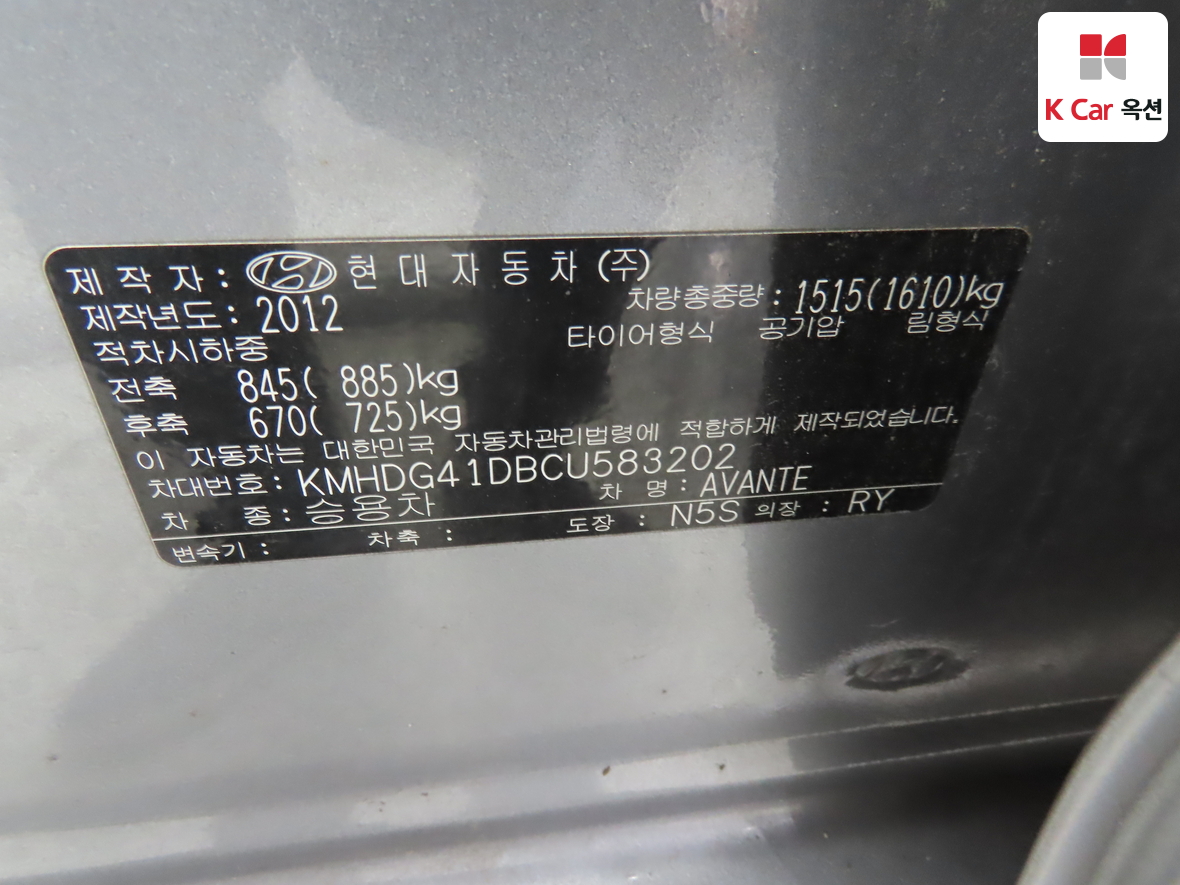 K Car 옥션
제 작 자 : 현 대 자 동 차 (주)
제작년도 : 2012
차량총중량 : 1515(1610)kg
적차시하중
타이어형식 공기압 림형식
전축 845( 885)kg
후축 670( 725)kg
이 자동차는 대한민국 자동차관리법령에 적합하게 제작되었습니다.
차대번호 : KMHDG41DBCU583202
차 종 : 승용차 차 명 : AVANTE
변속기 : 차축 : 도장 : N5S 의장 : RY